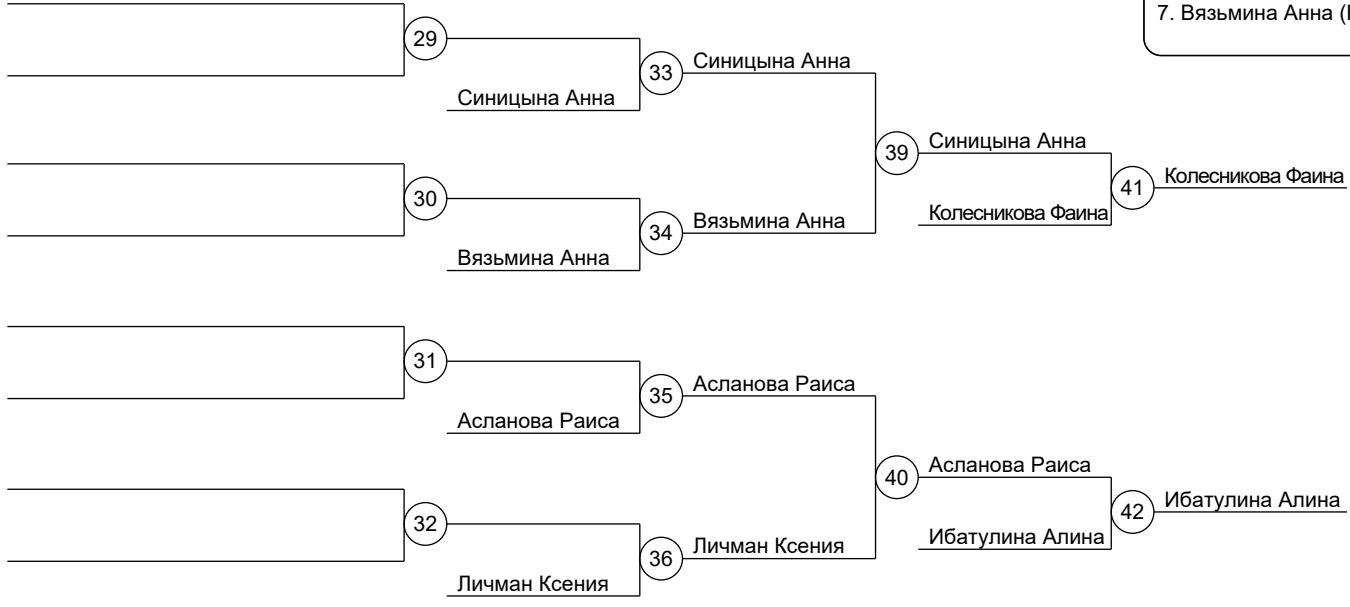 7. Вязьмина Анна (
29
33
Синицына Анна
Синицына Анна
39
Синицына Анна
41
Колесникова Фаина
Колесникова Фаина
30
34
Вязьмина Анна
Вязьмина Анна
31
35
Асланова Раиса
Асланова Раиса
40
Асланова Раиса
42
Ибатулина Алина
Ибатулина Алина
32
36
Личман Ксения
Личман Ксения